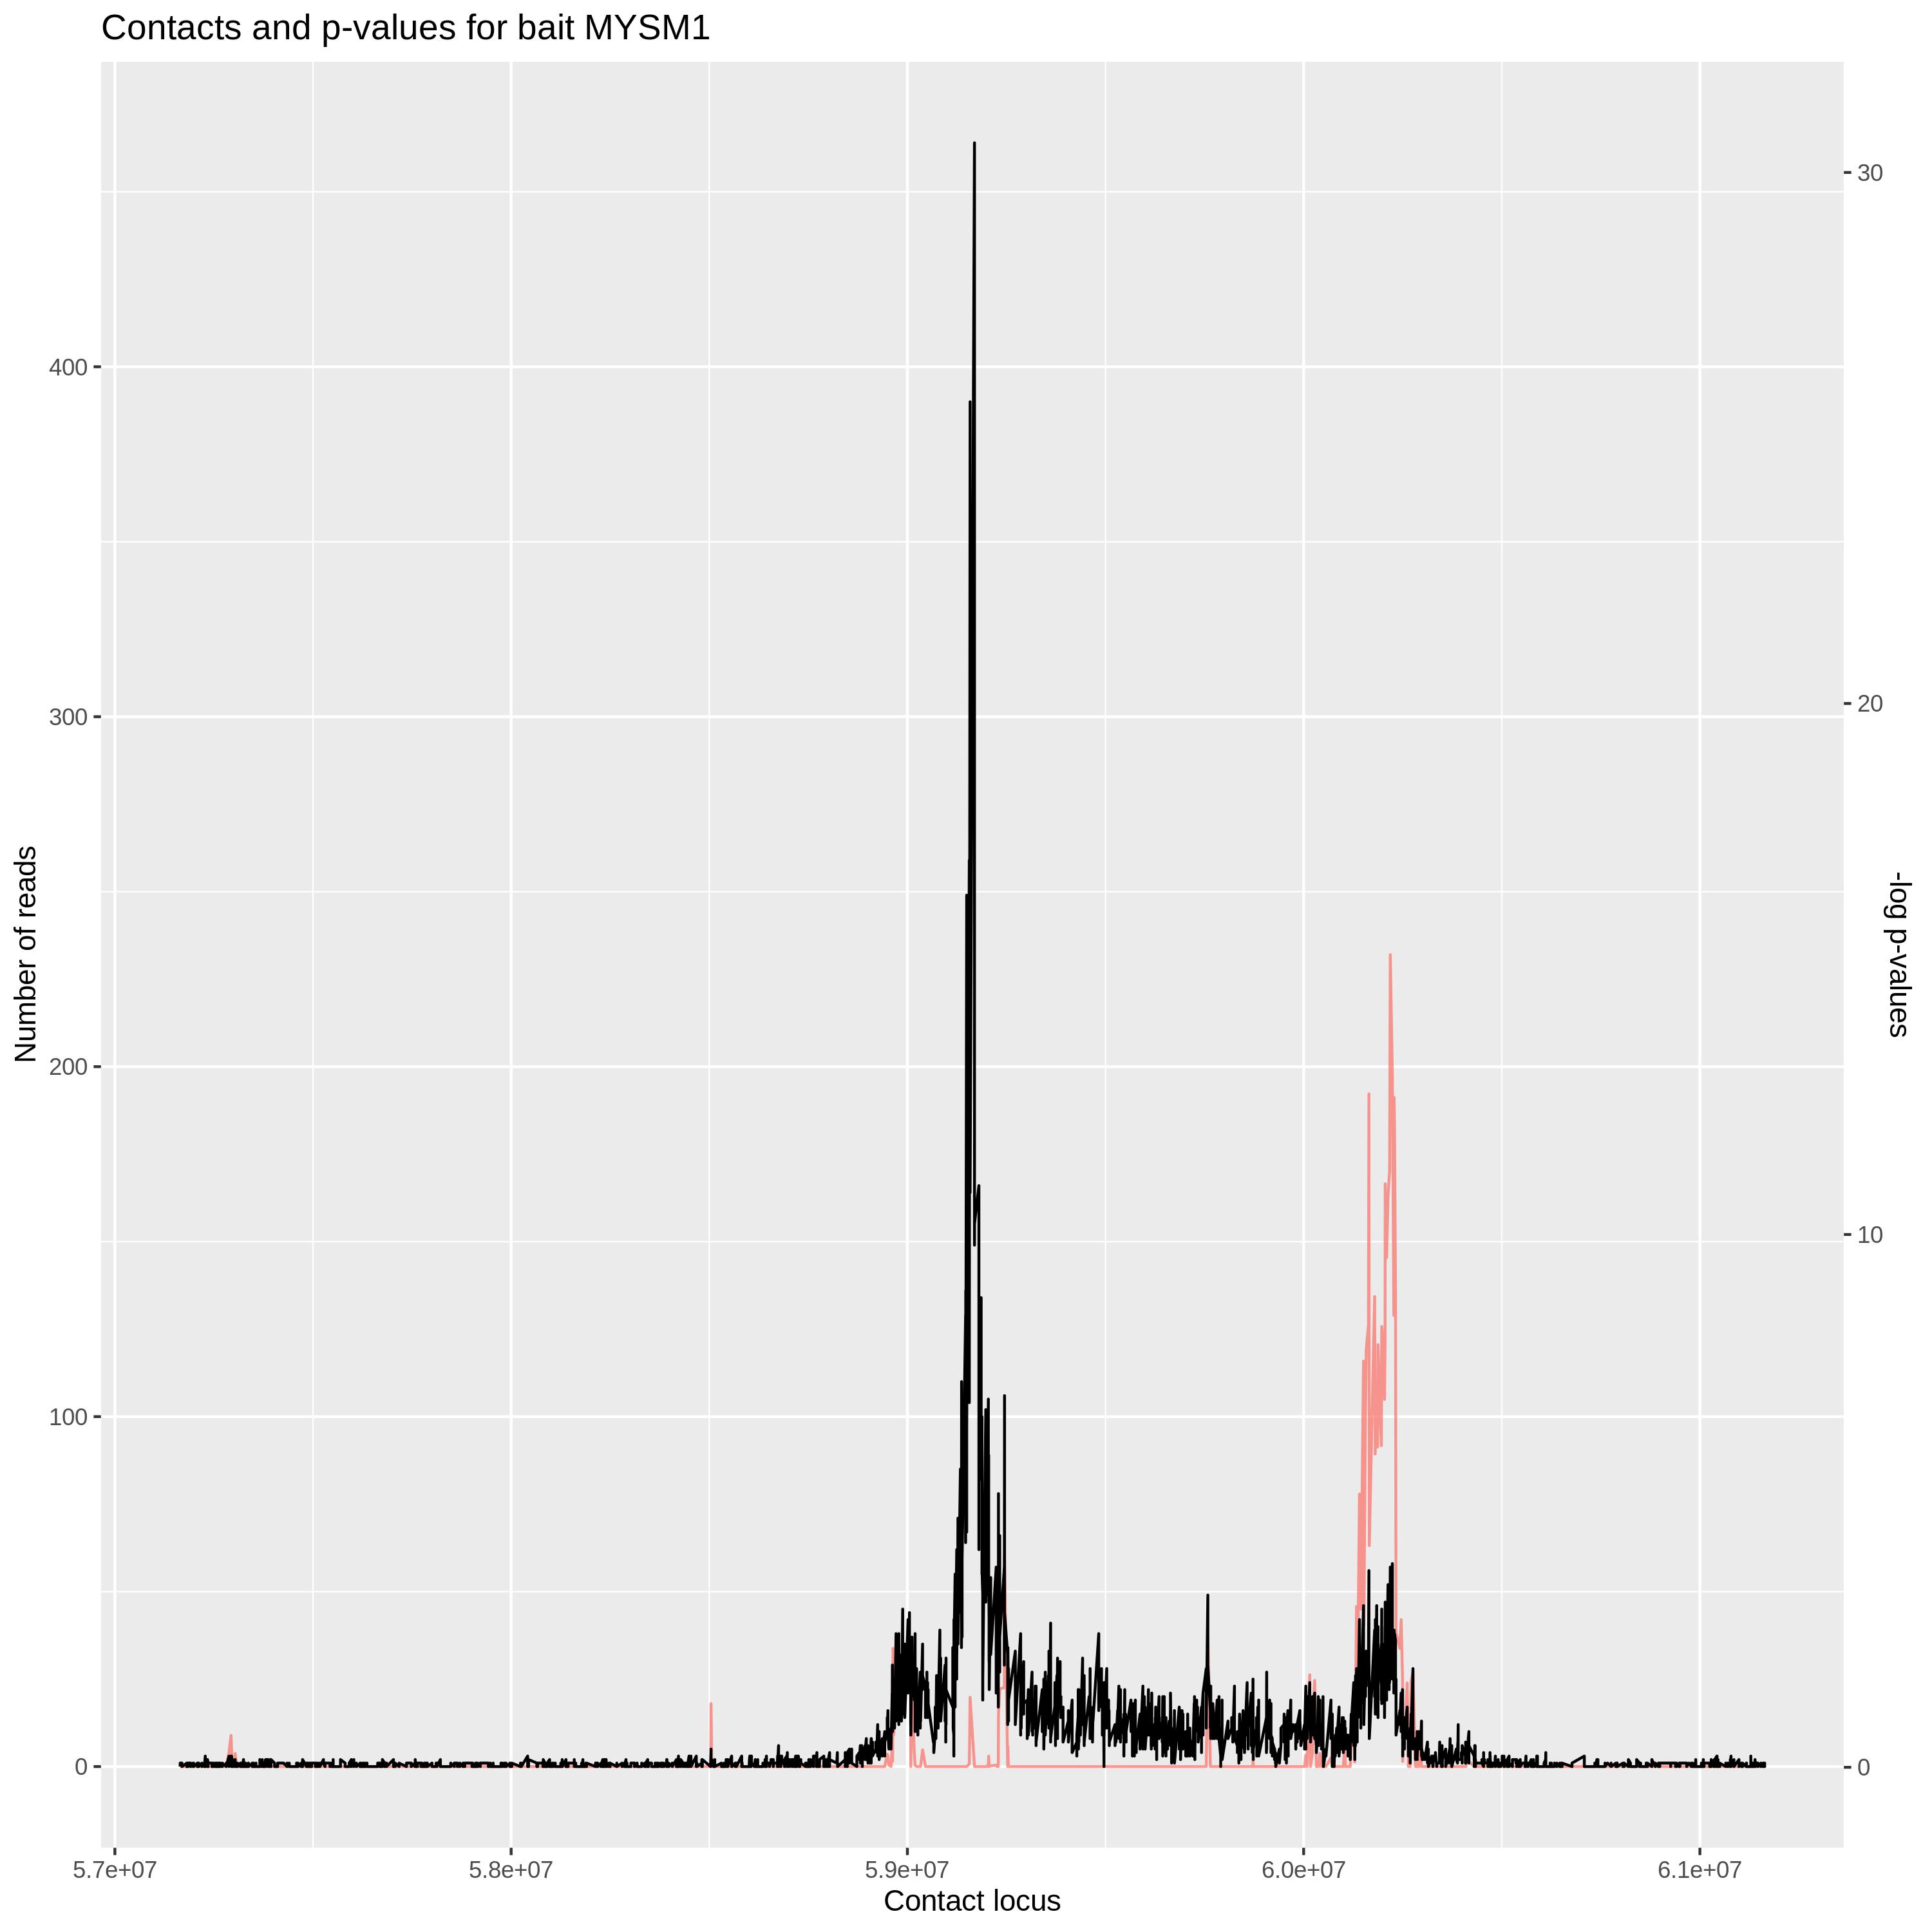 Contacts and p-values for bait MYSM1
400
300
200
100
0
Number of reads
30
20
10
0
-log p-values
5.7e+07
5.8e+07
5.9e+07
6.0e+07
6.1e+07
Contact locus